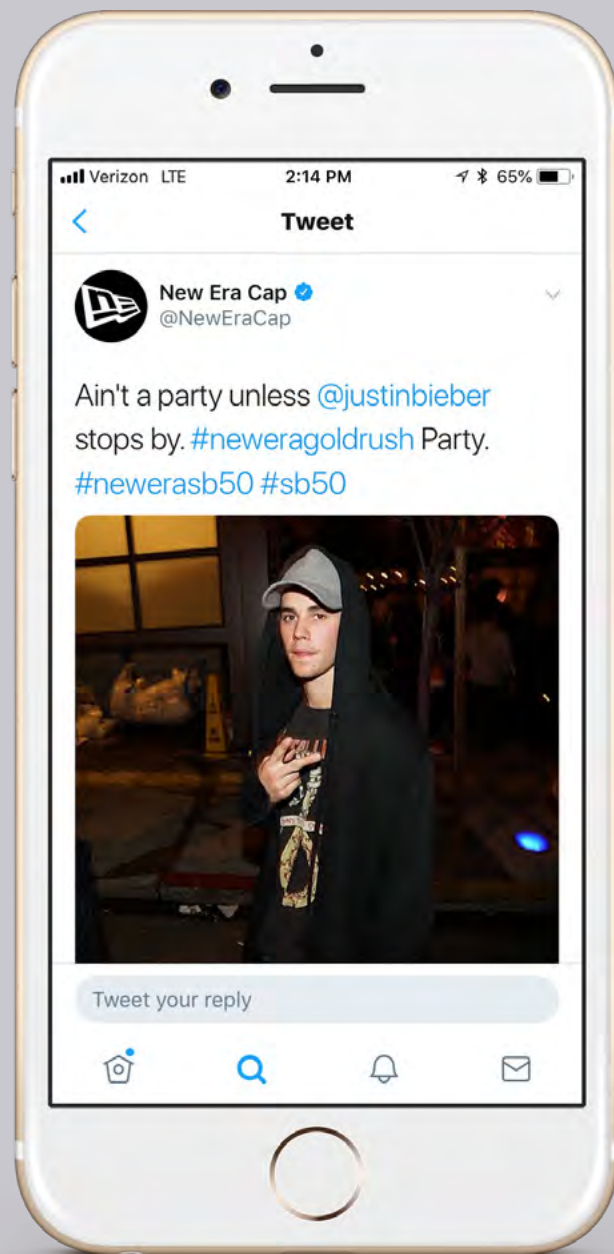 Verizon LTE 2:14 PM 65%
Tweet
New Era Cap
@NewEraCap
Ain't a party unless @justinbieber
stops by. #neweragoldrush Party.
#newerasb50 #sb50
Tweet your reply